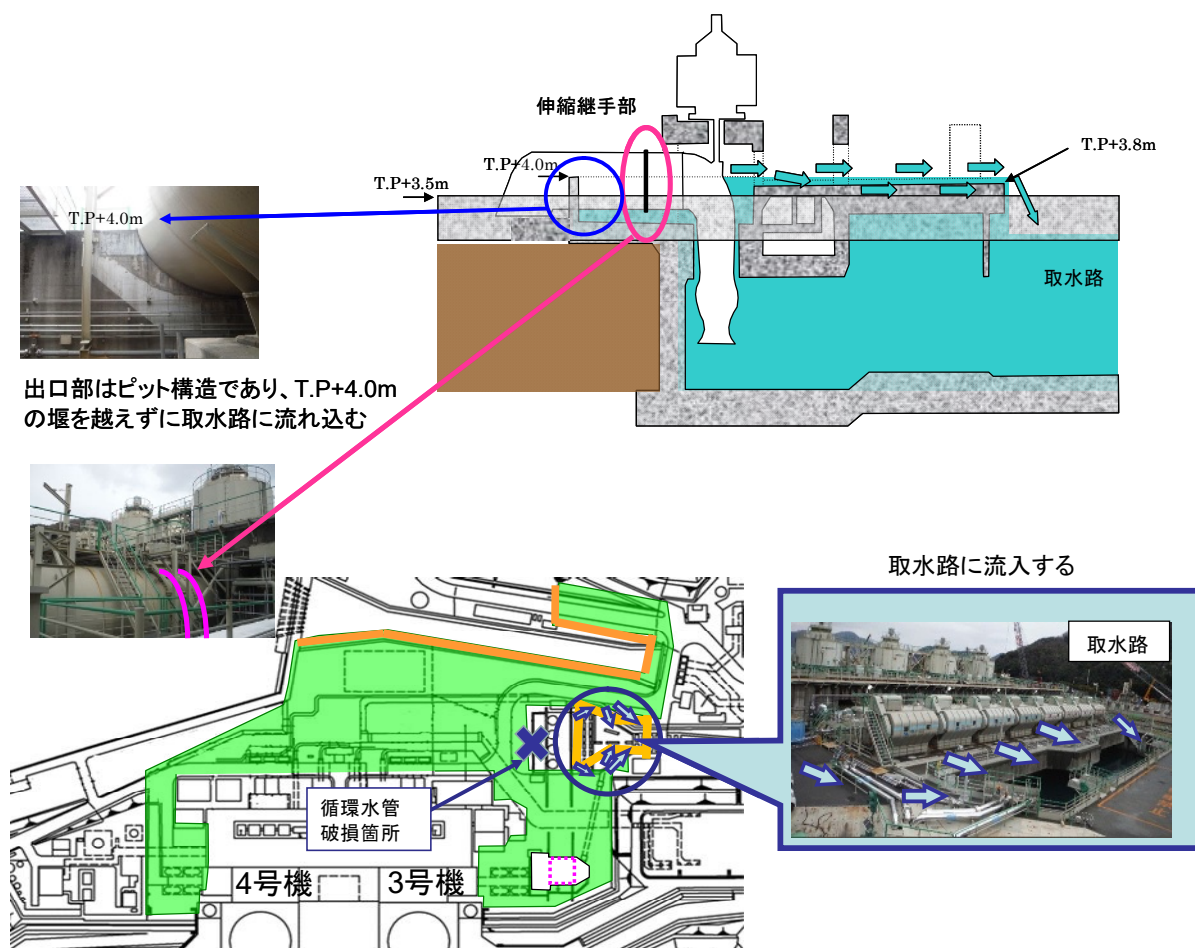 伸縮継手部
T.P+4.0m
T.P+3.8m
T.P+3.5m
T.P+4.0m
取水路
出口部はピット構造であり、T.P+4.0m
の堰を越えずに取水路に流れ込む
取水路に流入する
取水路
循環水管
破損箇所
4号機
3号機